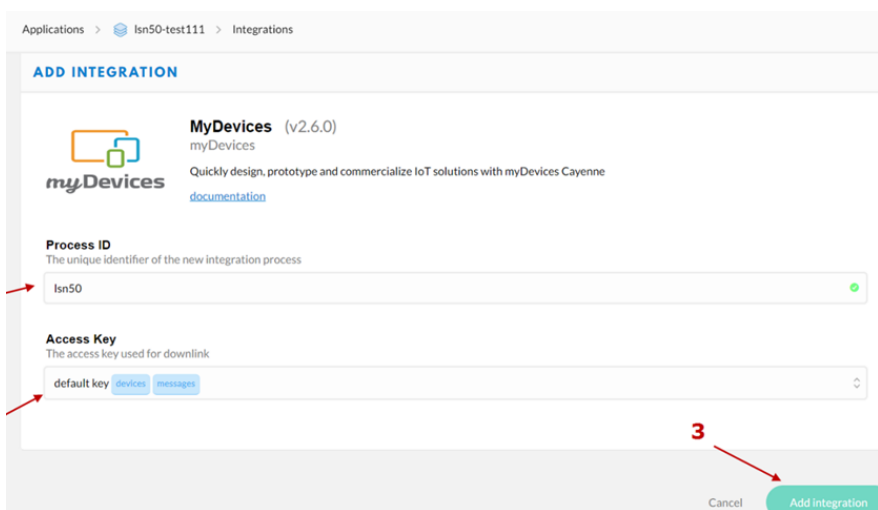 Applications > lsn50-test111 > Integrations
ADD INTEGRATION
MyDevices (v2.6.0)
myDevices
Quickly design, prototype and commercialize IoT solutions with myDevices Cayenne
documentation
myDevices
Process ID
The unique identifier of the new integration process
lsn50
Access Key
The access key used for downlink
default key devices messages
3
Cancel Add integration